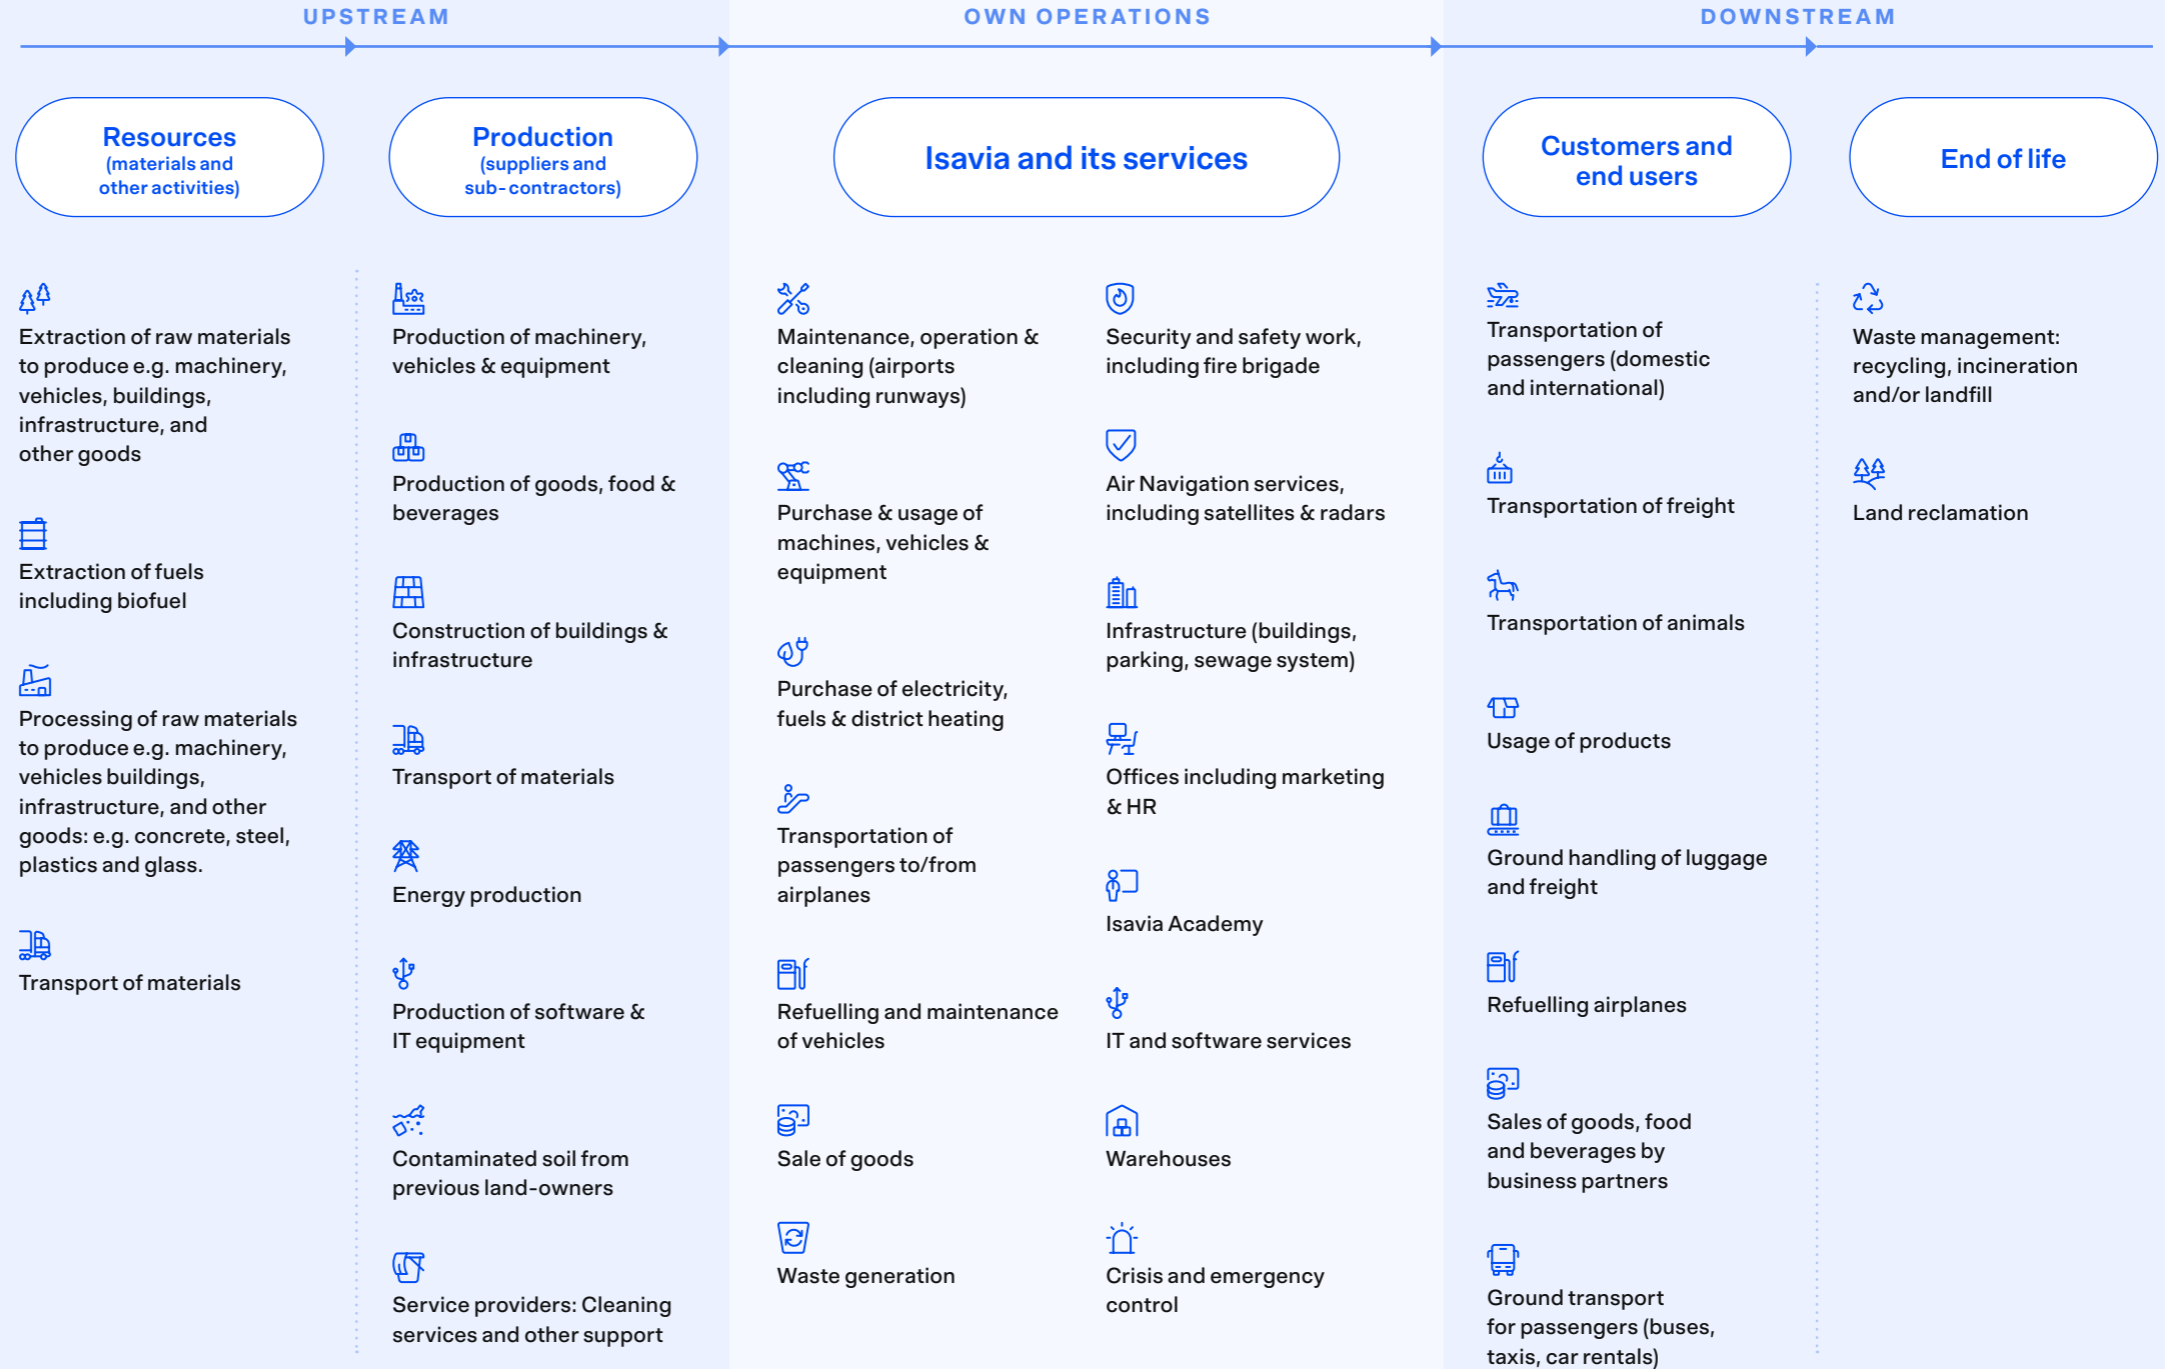 UPSTREAM
OWN OPERATIONS
DOWNSTREAM
Resources
(materials and
other activities)
Production
(suppliers and
sub-contractors)
Isavia and its services
Customers and
end users
End of life
Extraction of raw materials
to produce e.g. machinery,
vehicles, buildings,
infrastructure, and
other goods
Extraction of fuels
including biofuel
Processing of raw materials
to produce e.g. machinery,
vehicles buildings,
infrastructure, and other
goods: e.g. concrete, steel,
plastics and glass.
Transport of materials
Production of machinery,
vehicles & equipment
Production of goods, food &
beverages
Construction of buildings &
infrastructure
Transport of materials
Energy production
Production of software &
IT equipment
Contaminated soil from
previous land-owners
Service providers: Cleaning
services and other support
Maintenance, operation &
cleaning (airports
including runways)
Purchase & usage of
machines, vehicles &
equipment
Purchase of electricity,
fuels & district heating
Transportation of
passengers to/from
airplanes
Refuelling and maintenance
of vehicles
Sale of goods
Waste generation
Security and safety work,
including fire brigade
Air Navigation services,
including satellites & radars
Infrastructure (buildings,
parking, sewage system)
Offices including marketing
& HR
Isavia Academy
IT and software services
Warehouses
Crisis and emergency
control
Transportation of
passengers (domestic
and international)
Transportation of freight
Transportation of animals
Usage of products
Ground handling of luggage
and freight
Refuelling airplanes
Sales of goods, food
and beverages by
business partners
Ground transport
for passengers (buses,
taxis, car rentals)
Waste management:
recycling, incineration
and/or landfill
Land reclamation